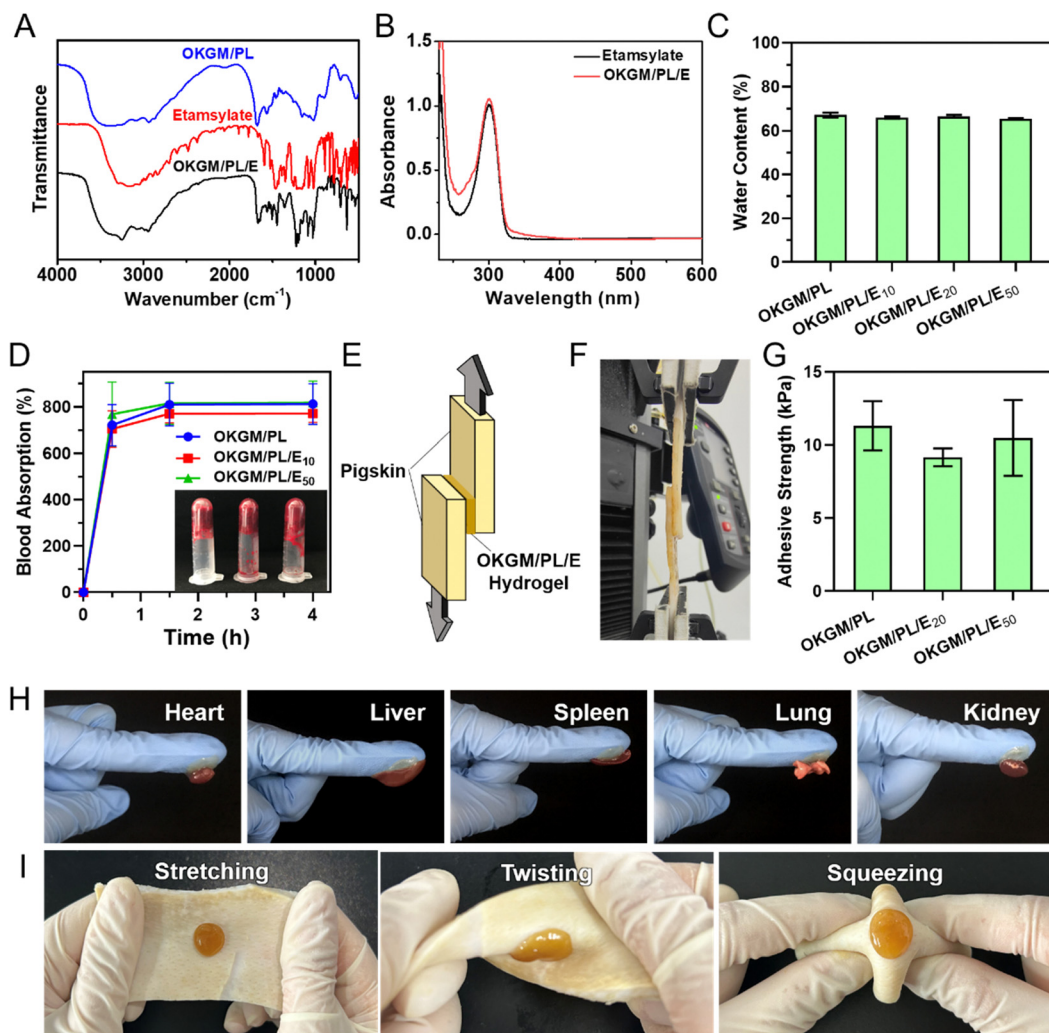 A
OKGM/PL
Etamsylate
OKGM/PL/E
Transmittance
4000 3000 2000 1000
Wavenumber (cm⁻¹)
B
Etamsylate
OKGM/PL/E
1.5
1.0
0.5
0.0
Absorbance
300 400 500 600
Wavelength (nm)
C
100
80
60
40
20
0
Water Content (%)
OKGM/PL
OKGM/PL/E₁₀
OKGM/PL/E₂₀
OKGM/PL/E₅₀
D
800
600
400
200
0
Blood Absorption (%)
OKGM/PL
OKGM/PL/E₁₀
OKGM/PL/E₅₀
0 1 2 3 4
Time (h)
E
Pigskin
OKGM/PL/E
Hydrogel
F
G
15
10
5
0
Adhesive Strength (kPa)
OKGM/PL
OKGM/PL/E₂₀
OKGM/PL/E₅₀
H
Heart
Liver
Spleen
Lung
Kidney
I
Stretching
Twisting
Squeezing